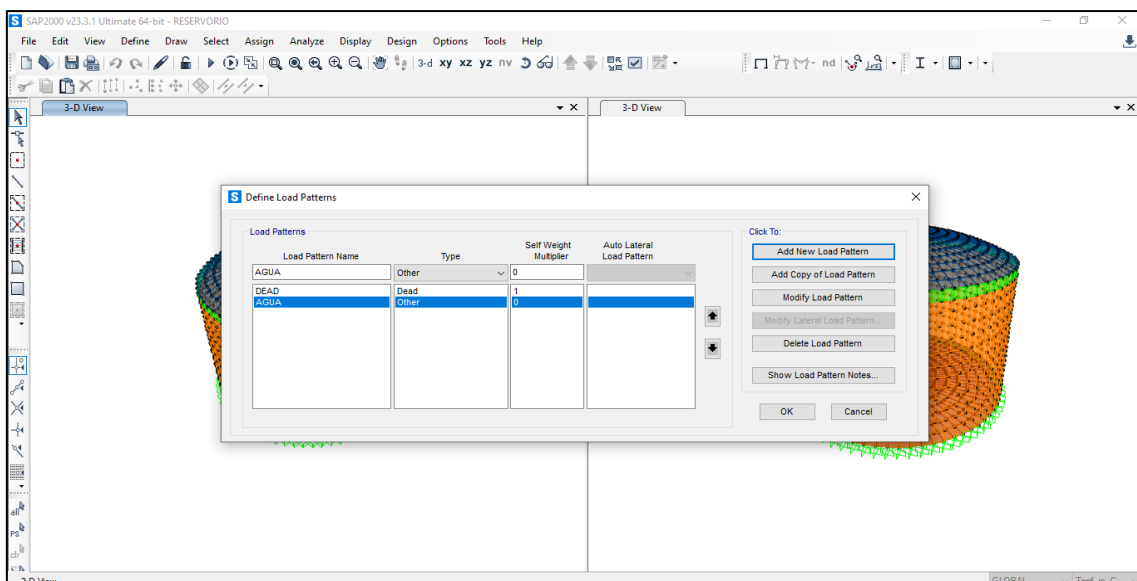 SAP2000 v23.3.1 Ultimate 64-bit - RESERVORIO
File Edit View Define Draw Select Assign Analyze Display Design Options Tools Help
3-d xy xz yz nv
nd
3-D View
3-D View
Define Load Patterns
Load Patterns
Click To:
Load Pattern Name Type Self Weight Multiplier Auto Lateral Load Pattern
AGUA Other 0
DEAD Dead 1
AGUA Other 0
Add New Load Pattern
Add Copy of Load Pattern
Modify Load Pattern
Modify Lateral Load Pattern...
Delete Load Pattern
Show Load Pattern Notes...
OK Cancel
all
PS
clr
3-D View
GLOBAL
Tonf, m, C